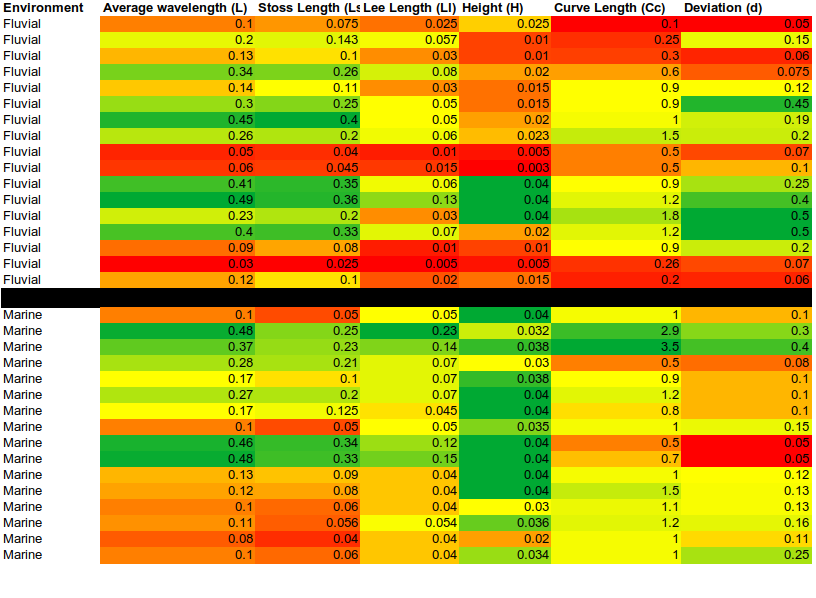 Environment Average wavelength (L) Stoss Length (Ls Lee Length (Ll) Height (H) Curve Length (Cc) Deviation (d)
Fluvial 0.1 0.075 0.025 0.025 0.1 0.05
Fluvial 0.2 0.143 0.057 0.01 0.25 0.15
Fluvial 0.13 0.1 0.03 0.01 0.3 0.06
Fluvial 0.34 0.26 0.08 0.02 0.6 0.075
Fluvial 0.14 0.11 0.03 0.015 0.9 0.12
Fluvial 0.3 0.25 0.05 0.015 0.9 0.45
Fluvial 0.45 0.4 0.05 0.02 1 0.19
Fluvial 0.26 0.2 0.06 0.023 1.5 0.2
Fluvial 0.05 0.04 0.01 0.005 0.5 0.07
Fluvial 0.06 0.045 0.015 0.003 0.5 0.1
Fluvial 0.41 0.35 0.06 0.04 0.9 0.25
Fluvial 0.49 0.36 0.13 0.04 1.2 0.4
Fluvial 0.23 0.2 0.03 0.04 1.8 0.5
Fluvial 0.4 0.33 0.07 0.02 1.2 0.5
Fluvial 0.09 0.08 0.01 0.01 0.9 0.2
Fluvial 0.03 0.025 0.005 0.005 0.26 0.07
Fluvial 0.12 0.1 0.02 0.015 0.2 0.06
Marine 0.1 0.05 0.05 0.04 1 0.1
Marine 0.48 0.25 0.23 0.032 2.9 0.3
Marine 0.37 0.23 0.14 0.038 3.5 0.4
Marine 0.28 0.21 0.07 0.03 0.5 0.08
Marine 0.17 0.1 0.07 0.038 0.9 0.1
Marine 0.27 0.2 0.07 0.04 1.2 0.1
Marine 0.17 0.125 0.045 0.04 0.8 0.1
Marine 0.1 0.05 0.05 0.035 1 0.15
Marine 0.46 0.34 0.12 0.04 0.5 0.05
Marine 0.48 0.33 0.15 0.04 0.7 0.05
Marine 0.13 0.09 0.04 0.04 1 0.12
Marine 0.12 0.08 0.04 0.04 1.5 0.13
Marine 0.1 0.06 0.04 0.03 1.1 0.13
Marine 0.11 0.056 0.054 0.036 1.2 0.16
Marine 0.08 0.04 0.04 0.02 1 0.11
Marine 0.1 0.06 0.04 0.034 1 0.25